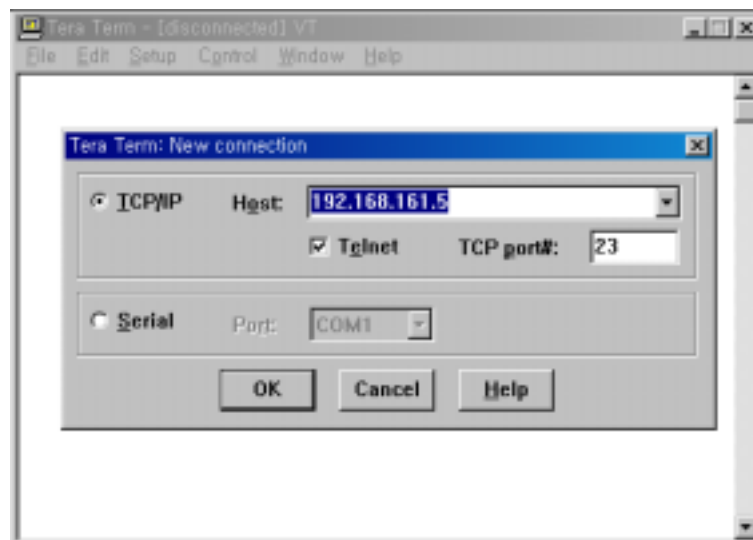 Tera Term - [disconnected] VT
File Edit Setup Control Window Help
Tera Term: New connection
TCP/IP Host: 192.168.161.5
Telnet TCP port#: 23
Serial Port: COM1
OK Cancel Help